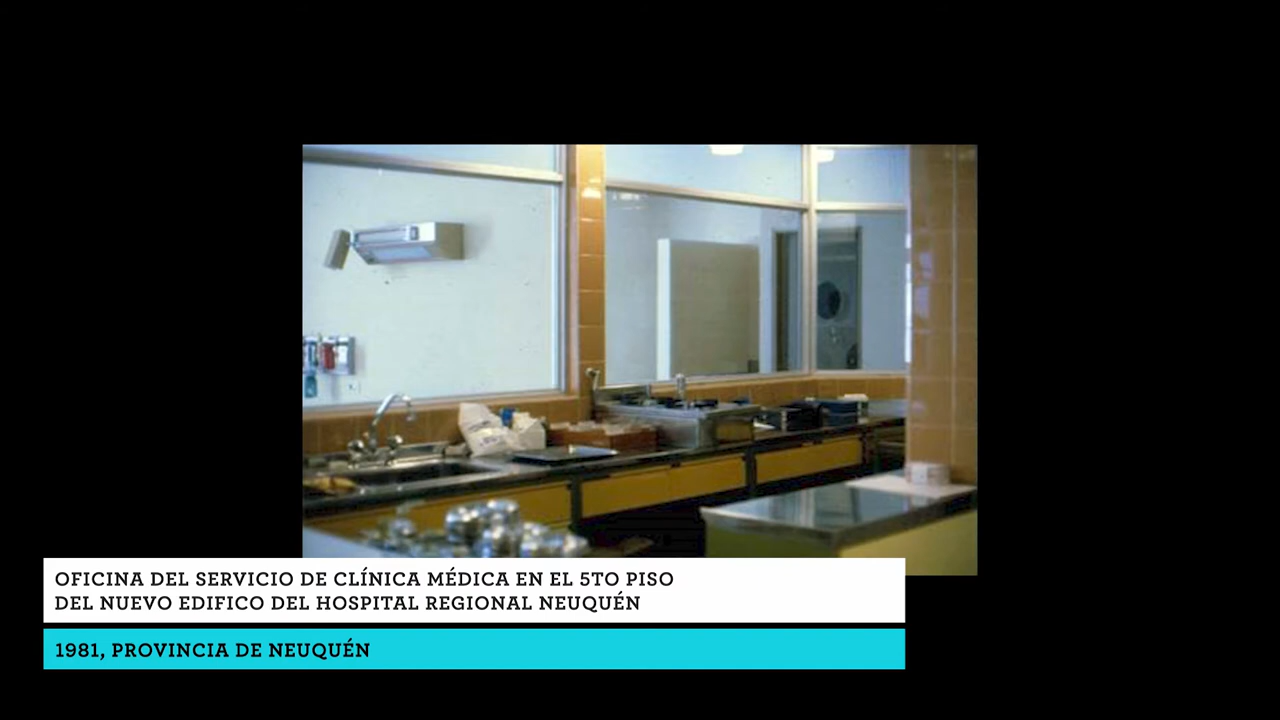 OFICINA DEL SERVICIO DE CLÍNICA MÉDICA EN EL 5TO PISO
DEL NUEVO EDIFICO DEL HOSPITAL REGIONAL NEUQUÉN
1981, PROVINCIA DE NEUQUÉN